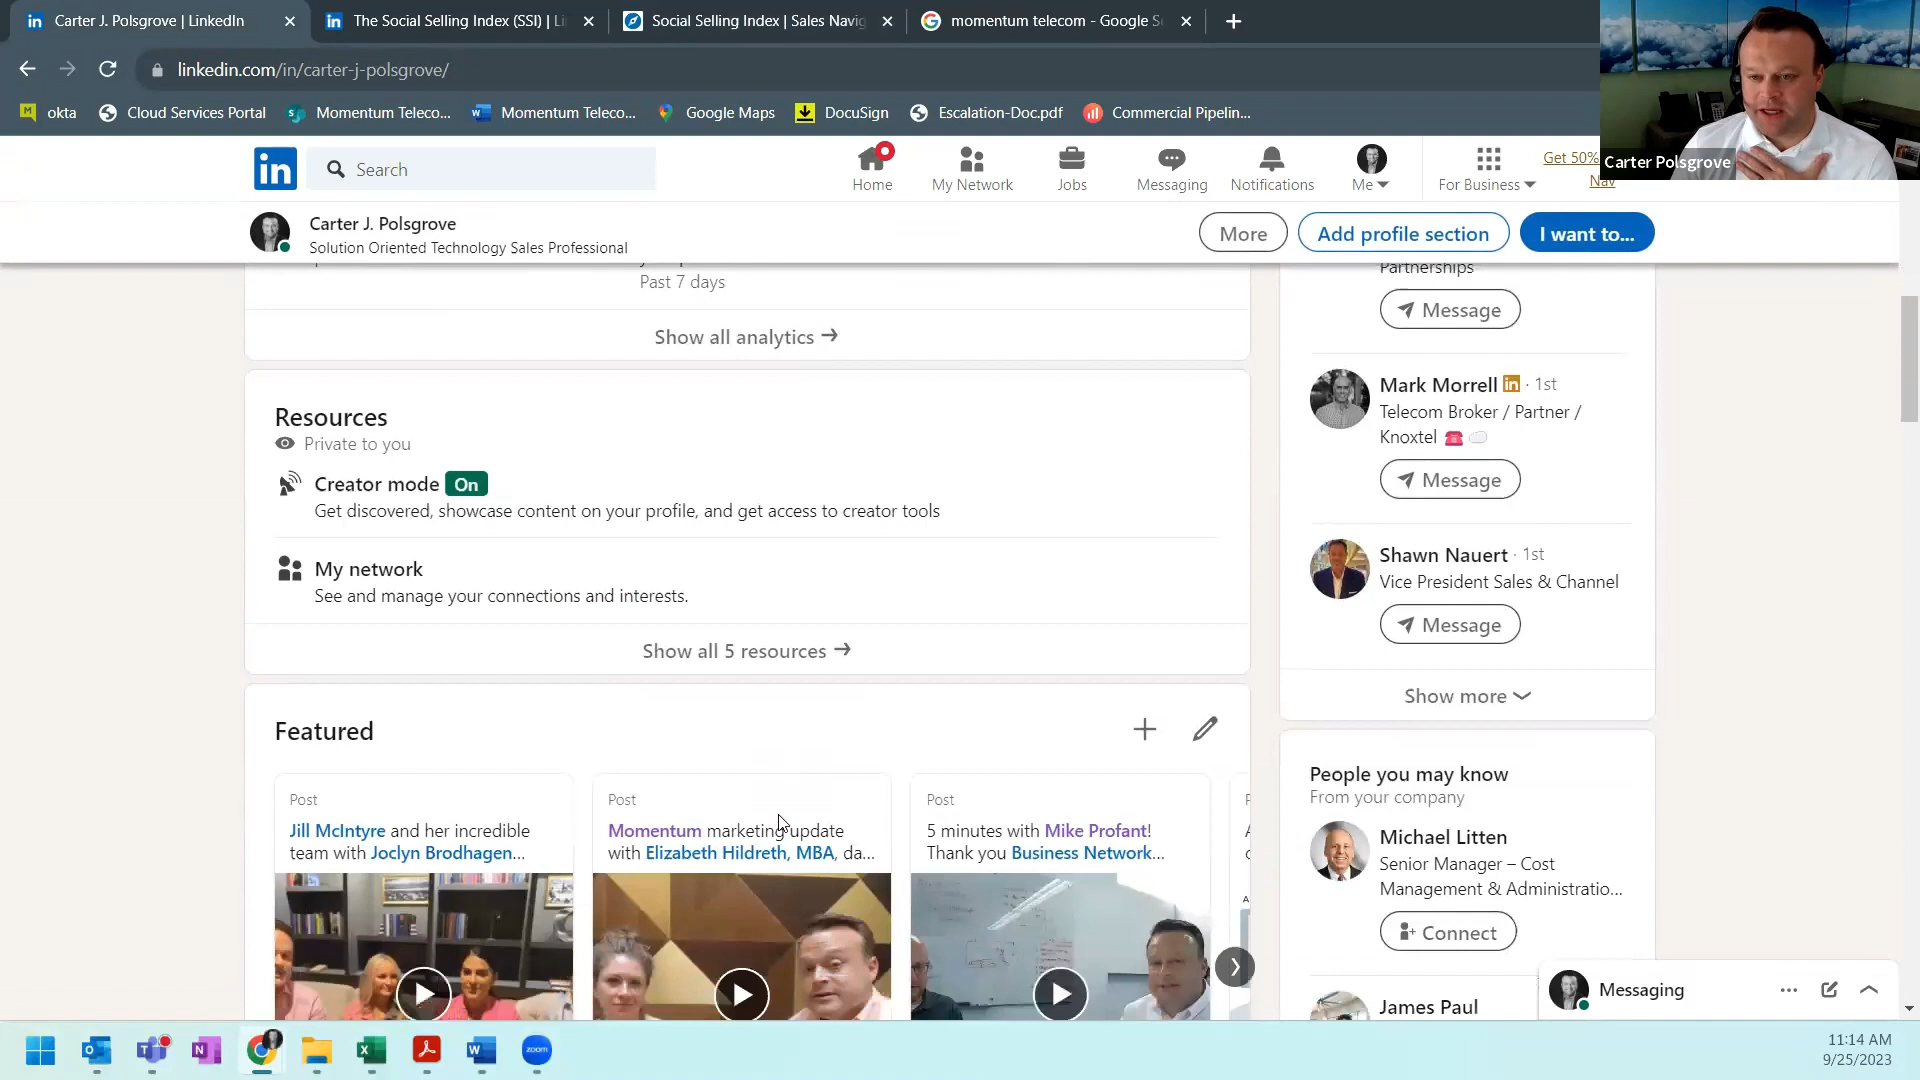 Carter J. Polsgrove | LinkedIn
The Social Selling Index (SSI) | Li
Social Selling Index | Sales Navig
momentum telecom - Google Se
linkedin.com/in/carter-j-polsgrove/
okta
Cloud Services Portal
Momentum Teleco...
Momentum Teleco...
Google Maps
DocuSign
Escalation-Doc.pdf
Commercial Pipelin...
Carter Polsgrove
in
Search
Home
My Network
Jobs
Messaging
Notifications
Me
For Business
Get 50%
Nav
Carter J. Polsgrove
Solution Oriented Technology Sales Professional
More
Add profile section
I want to...
Past 7 days
Show all analytics
Resources
Private to you
Creator mode On
Get discovered, showcase content on your profile, and get access to creator tools
My network
See and manage your connections and interests.
Show all 5 resources
Featured
Post
Jill McIntyre and her incredible
team with Joclyn Brodhagen...
Post
Momentum marketing update
with Elizabeth Hildreth, MBA, da...
Post
5 minutes with Mike Profant!
Thank you Business Network...
Partnerships
Message
Mark Morrell in · 1st
Telecom Broker / Partner /
Knoxtel
Message
Shawn Nauert · 1st
Vice President Sales & Channel
Message
Show more
People you may know
From your company
Michael Litten
Senior Manager – Cost
Management & Administratio...
Connect
James Paul
Messaging
zoom
11:14 AM
9/25/2023